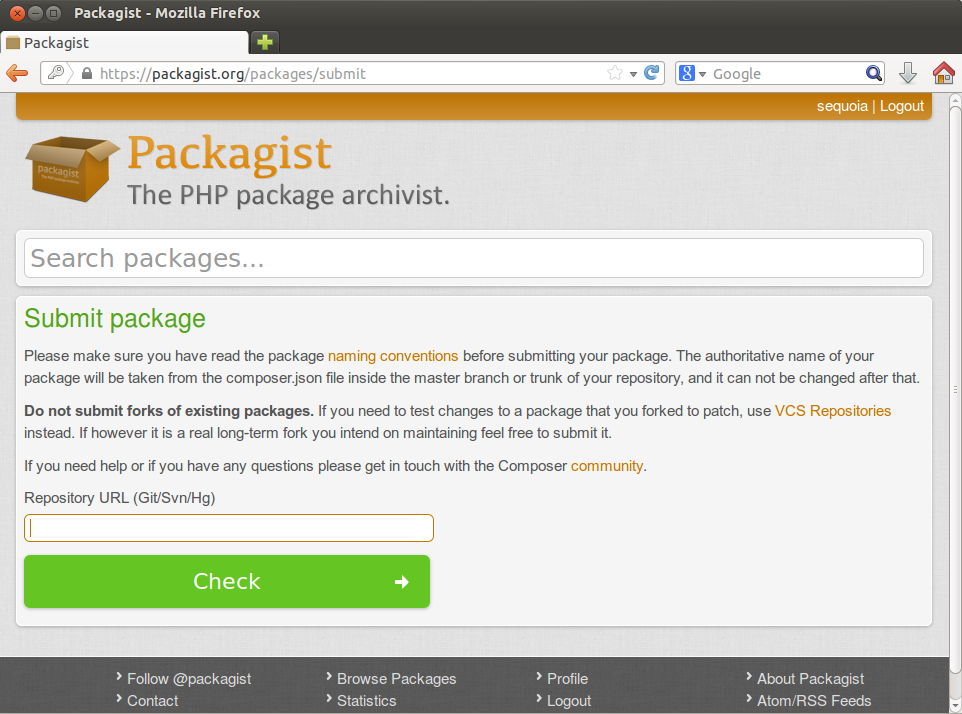 Packagist - Mozilla Firefox
Packagist
https://packagist.org/packages/submit
Google
sequoia | Logout
packagist
Packagist
The PHP package archivist.
Search packages...
Submit package
Please make sure you have read the package naming conventions before submitting your package. The authoritative name of your
package will be taken from the composer.json file inside the master branch or trunk of your repository, and it can not be changed after that.
Do not submit forks of existing packages. If you need to test changes to a package that you forked to patch, use VCS Repositories
instead. If however it is a real long-term fork you intend on maintaining feel free to submit it.
If you need help or if you have any questions please get in touch with the Composer community.
Repository URL (Git/Svn/Hg)
Check
Follow @packagist
Browse Packages
Profile
About Packagist
Contact
Statistics
Logout
Atom/RSS Feeds